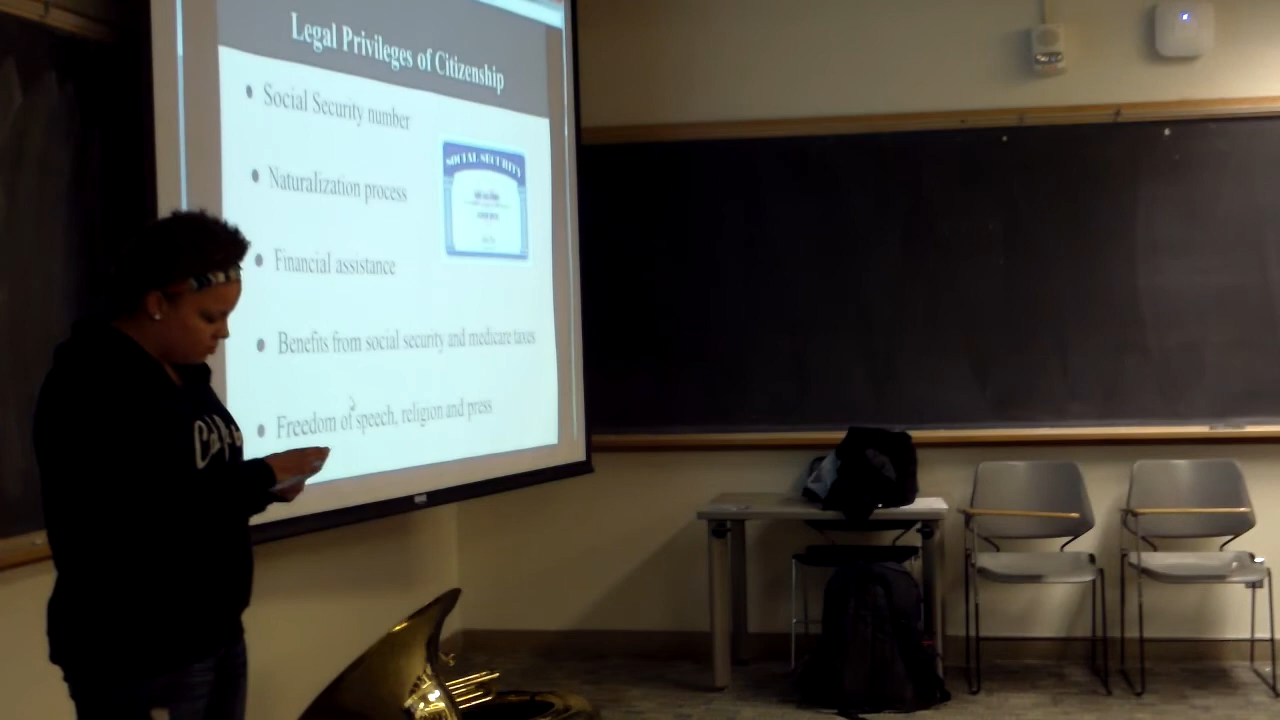 Legal Privileges of Citizenship
Social Security number
SOCIAL SECURITY
Naturalization process
Financial assistance
Benefits from social security and medicare taxes
Freedom of speech, religion and press